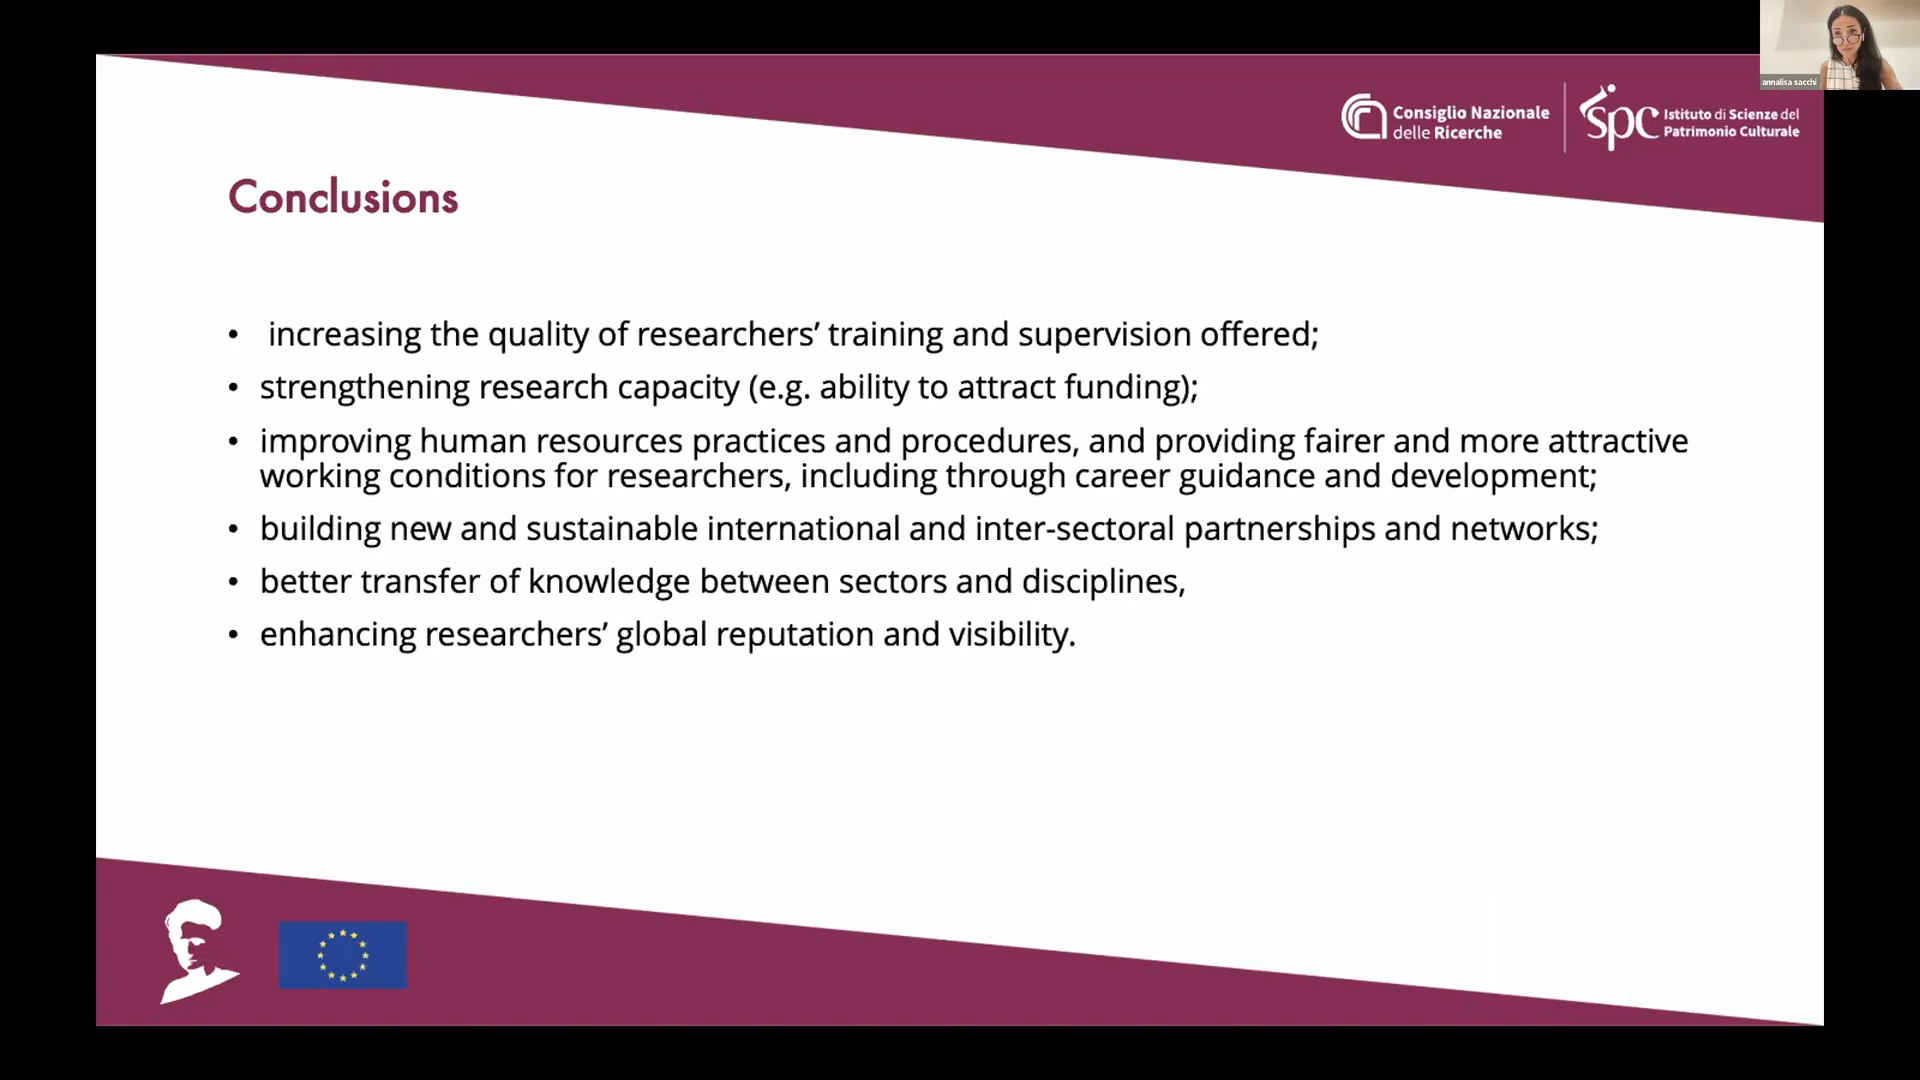 annalisa sacchi
Consiglio Nazionale
delle Ricerche
spc
Istituto di Scienze del
Patrimonio Culturale
Conclusions
• increasing the quality of researchers’ training and supervision offered;
• strengthening research capacity (e.g. ability to attract funding);
• improving human resources practices and procedures, and providing fairer and more attractive
working conditions for researchers, including through career guidance and development;
• building new and sustainable international and inter-sectoral partnerships and networks;
• better transfer of knowledge between sectors and disciplines,
• enhancing researchers’ global reputation and visibility.